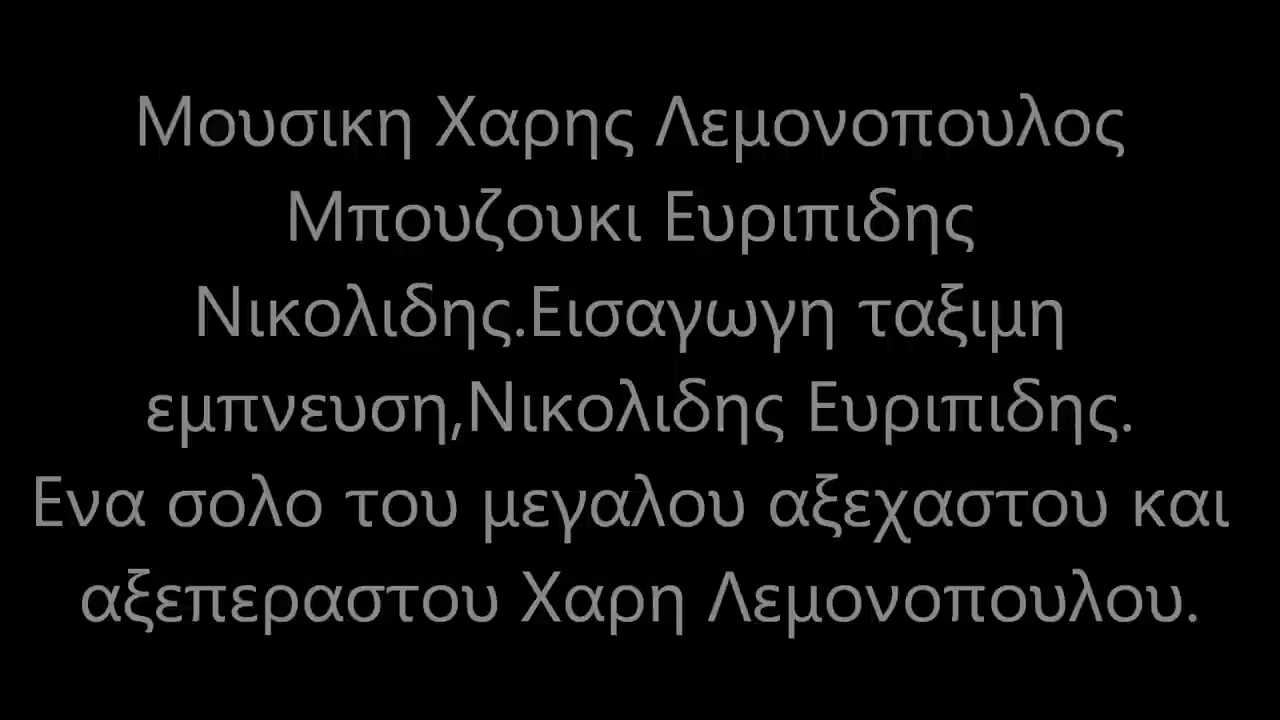 Μουσικη Χαρης Λεμονοπουλος
Μπουζουκι Ευριπιδης
Νικολιδης.Εισαγωγη ταξιμη
εμπνευση,Νικολιδης Ευριπιδης.
Ενα σολο του μεγαλου αξεχαστου και
αξεπεραστου Χαρη Λεμονοπουλου.